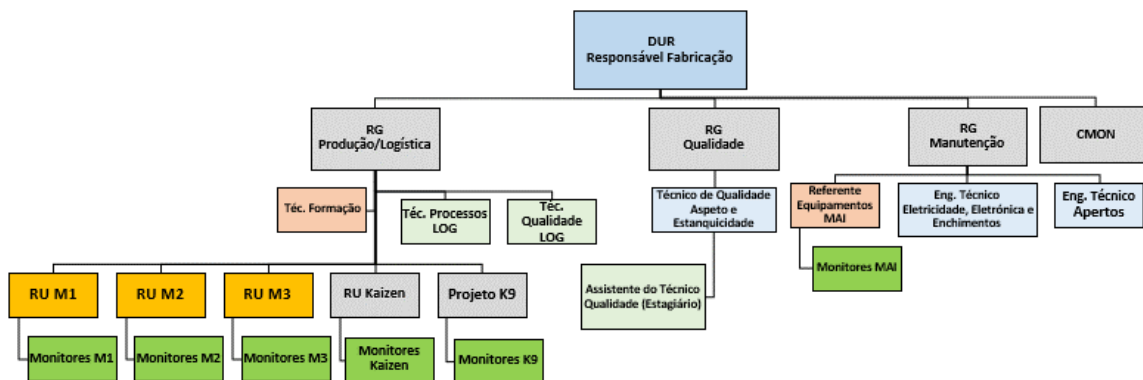 DUR
Responsável Fabricação
RG
Produção/Logística
RG
Qualidade
RG
Manutenção
CMON
Téc. Formação
Téc. Processos
LOG
Téc.
Qualidade
LOG
Técnico de Qualidade
Aspeto e
Estanquicidade
Referente
Equipamentos
MAI
Eng. Técnico
Eletricidade, Eletrónica e
Enchimentos
Eng. Técnico
Apertos
Monitores MAI
RU M1
RU M2
RU M3
RU Kaizen
Projeto K9
Assistente do Técnico
Qualidade (Estagiário)
Monitores M1
Monitores M2
Monitores M3
Monitores
Kaizen
Monitores K9